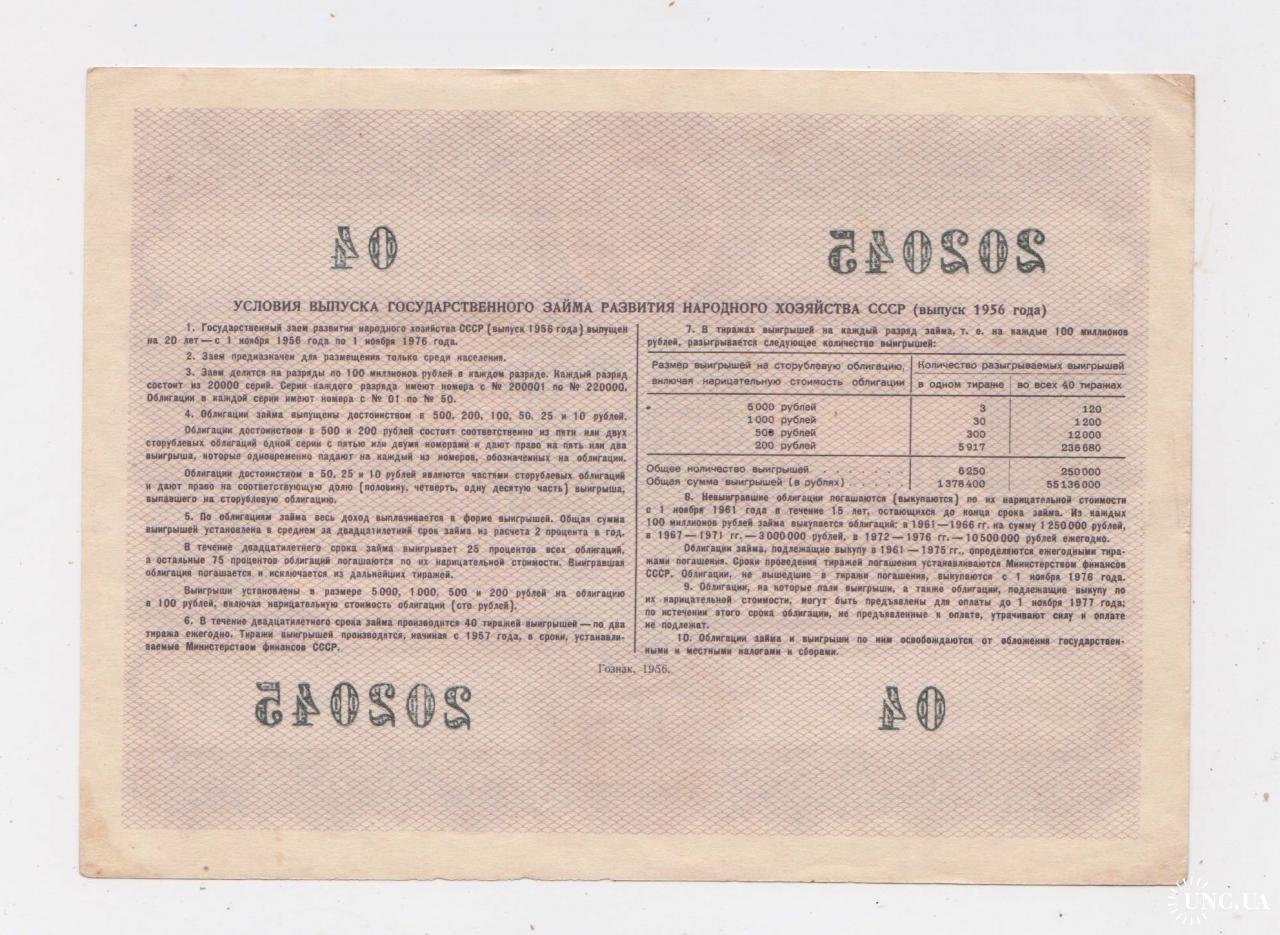 04 202045
УСЛОВИЯ ВЫПУСКА ГОСУДАРСТВЕННОГО ЗАЙМА РАЗВИТИЯ НАРОДНОГО ХОЗЯЙСТВА СССР (выпуск 1956 года)
1. Государственный заем развития народного хозяйства СССР (выпуск 1956 года) выпущен
на 20 лет — с 1 ноября 1956 года по 1 ноября 1976 года.
2. Заем предназначен для размещения только среди населения.
3. Заем делится на разряды по 100 миллионов рублей в каждом разряде. Каждый разряд
состоит из 20000 серий. Серии каждого разряда имеют номера с № 200001 по № 220000.
Облигации в каждой серии имеют номера с № 01 по № 50.
4. Облигации займа выпущены достоинством в 500, 200, 100, 50, 25 и 10 рублей.
Облигации достоинством в 500 и 200 рублей состоят соответственно из пяти или двух
сторублевых облигаций одной серии с пятью или двумя номерами и дают право на пять или два
выигрыша, которые одновременно падают на каждый из номеров, обозначенных на облигации.
Облигации достоинством в 50, 25 и 10 рублей являются частями сторублевых облигаций
и дают право на соответствующую долю (половину, четверть, одну десятую часть) выигрыша,
выпавшего на сторублевую облигацию.
5. По облигациям займа весь доход выплачивается в форме выигрышей. Общая сумма
выигрышей установлена в среднем за двадцатилетний срок займа из расчета 2 процента в год.
В течение двадцатилетнего срока займа выигрывает 25 процентов всех облигаций,
а остальные 75 процентов облигаций погашаются по их нарицательной стоимости. Выигравшая
облигация погашается и исключается из дальнейших тиражей.
Выигрыши установлены в размере 5000, 1000, 500 и 200 рублей на облигацию
в 100 рублей, включая нарицательную стоимость облигации (сто рублей).
6. В течение двадцатилетнего срока займа производится 40 тиражей выигрышей — по два
тиража ежегодно. Тиражи выигрышей производятся, начиная с 1957 года, в сроки, устанавли-
ваемые Министерством финансов СССР.
7. В тиражах выигрышей на каждый разряд займа, т. е. на каждые 100 миллионов
рублей, разыгрывается следующее количество выигрышей:
Размер выигрышей на сторублевую облигацию, Количество разыгрываемых выигрышей
включая нарицательную стоимость облигации в одном тираже во всех 40 тиражах
5000 рублей 3 120
1000 рублей 30 1200
500 рублей 300 12000
200 рублей 5917 236680
Общее количество выигрышей 6250 250000
Общая сумма выигрышей (в рублях) 1378400 55136000
8. Невыигравшие облигации погашаются (выкупаются) по их нарицательной стоимости
с 1 ноября 1961 года в течение 15 лет, остающихся до конца срока займа. Из каждых
100 миллионов рублей займа выкупается облигаций: в 1961—1966 гг. на сумму 1250000 рублей,
в 1967—1971 гг.—3000000 рублей, в 1972—1976 гг.—10500000 рублей ежегодно.
Облигации займа, подлежащие выкупу в 1961—1975 гг., определяются ежегодными тира-
жами погашения. Сроки проведения тиражей погашения устанавливаются Министерством финансов
СССР. Облигации, не вышедшие в тиражи погашения, выкупаются с 1 ноября 1976 года.
9. Облигации, на которые пали выигрыши, а также облигации, подлежащие выкупу по
их нарицательной стоимости, могут быть предъявлены для оплаты до 1 ноября 1977 года;
по истечении этого срока облигации, не предъявленные к оплате, утрачивают силу и оплате
не подлежат.
10. Облигации займа и выигрыши по ним освобождаются от обложения государствен-
ными и местными налогами и сборами.
Гознак. 1956.
202045 04
UNC.UA